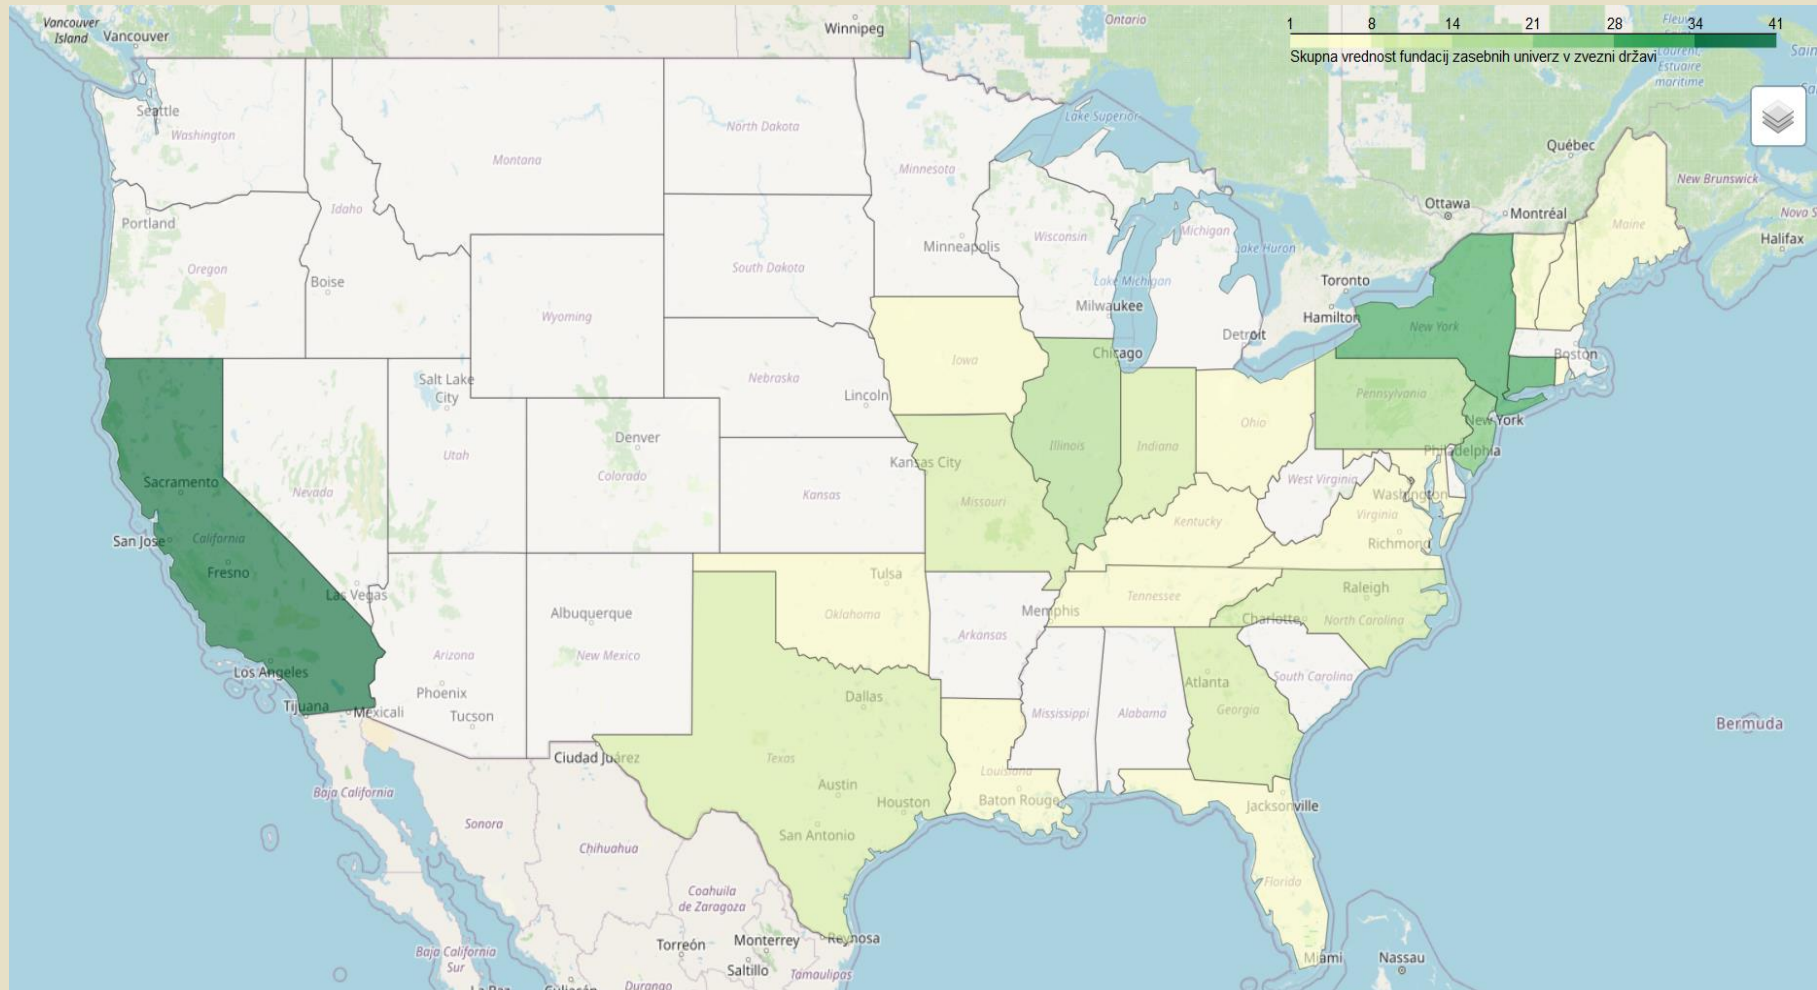 1 8 14 21 28 34 41
Skupna vrednost fundacij zasebnih univerz v zvezni državi
Vancouver
Island
Vancouver
Winnipeg
Ontario
Estuaire
maritime
Seattle
Washington
Montana
North Dakota
Minnesota
Lake Superior
Québec
New Brunswick
Portland
Idaho
Oregon
Boise
South Dakota
Minneapolis
Wisconsin
Michigan
Lake Huron
Lake Michigan
Ottawa
Montréal
Maine
Halifax
Toronto
Hamilton
Milwaukee
Detroit
Wyoming
New York
Boston
Salt Lake
City
Nebraska
Lincoln
Iowa
Chicago
Pennsylvania
New York
Philadelphia
Sacramento
Nevada
Utah
Denver
Colorado
Kansas
Kansas City
Missouri
Illinois
Indiana
Ohio
West Virginia
Washington
Virginia
Richmond
Kentucky
San Jose
California
Fresno
Las Vegas
Tulsa
Oklahoma
Albuquerque
New Mexico
Arizona
Phoenix
Tucson
Los Angeles
Tijuana
Mexicali
Memphis
Arkansas
Tennessee
Raleigh
Charlotte
North Carolina
South Carolina
Atlanta
Georgia
Alabama
Mississippi
Bermuda
Dallas
Texas
Austin
Houston
San Antonio
Louisiana
Baton Rouge
Jacksonville
Florida
Miami
Nassau
Ciudad Juárez
Baja California
Sonora
Chihuahua
Coahuila
de Zaragoza
Reynosa
Torreón
Monterrey
Saltillo
Tamaulipas
Baja California
Sur
Durango